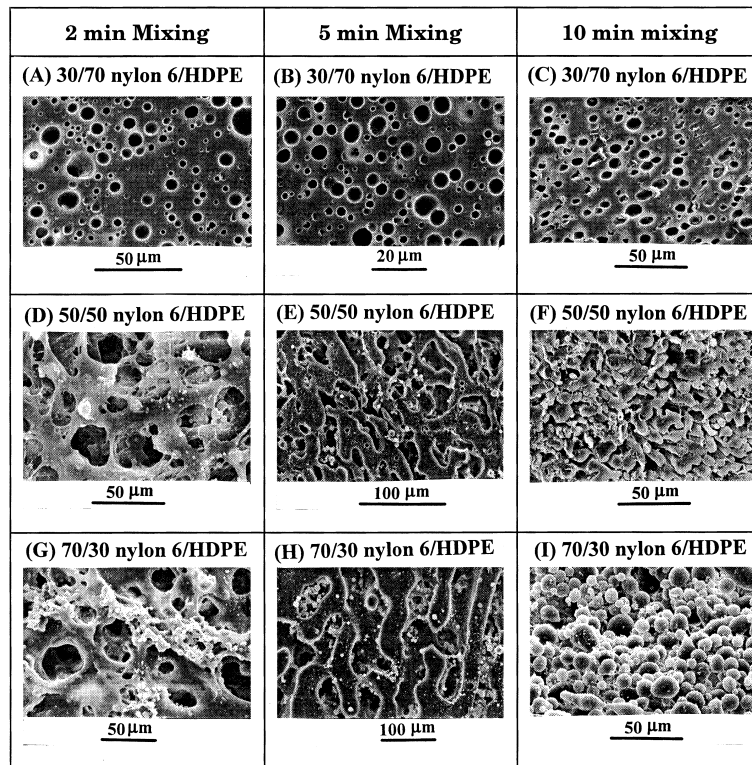 2 min Mixing
5 min Mixing
10 min mixing
(A) 30/70 nylon 6/HDPE
(B) 30/70 nylon 6/HDPE
(C) 30/70 nylon 6/HDPE
50 μm
20 μm
50 μm
(D) 50/50 nylon 6/HDPE
(E) 50/50 nylon 6/HDPE
(F) 50/50 nylon 6/HDPE
50 μm
100 μm
50 μm
(G) 70/30 nylon 6/HDPE
(H) 70/30 nylon 6/HDPE
(I) 70/30 nylon 6/HDPE
50 μm
100 μm
50 μm